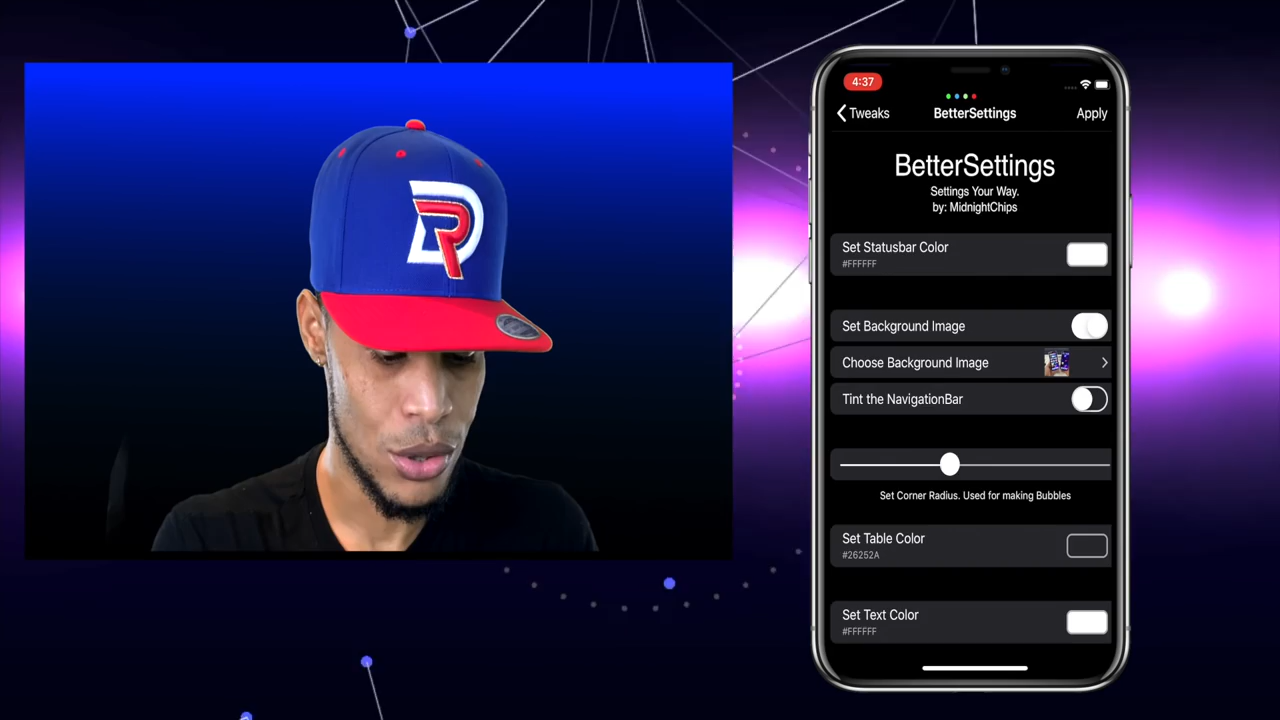 DR
4:37
Tweaks
BetterSettings
Apply
BetterSettings
Settings Your Way.
by: MidnightChips
Set Statusbar Color
#FFFFFF
Set Background Image
Choose Background Image
Tint the NavigationBar
Set Corner Radius. Used for making Bubbles
Set Table Color
#26252A
Set Text Color
#FFFFFF